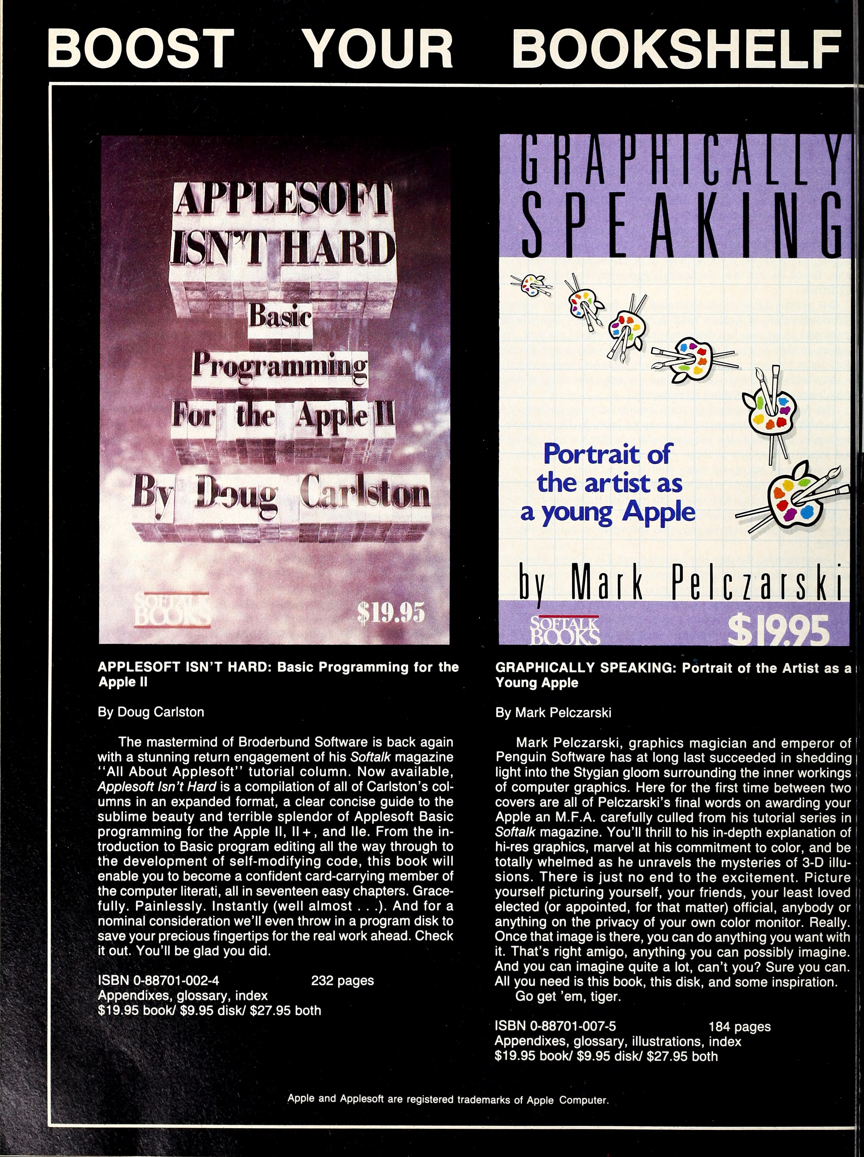 BOOST YOUR BOOKSHELF
APPLESOFT
ISN'T HARD
Basic
Programming
For the Apple II
By Doug Carlston
SOFTALK
BOOKS
$19.95
APPLESOFT ISN'T HARD: Basic Programming for the
Apple II
By Doug Carlston
The mastermind of Broderbund Software is back again
with a stunning return engagement of his Softalk magazine
''All About Applesoft'' tutorial column. Now available,
Applesoft Isn't Hard is a compilation of all of Carlston's col-
umns in an expanded format, a clear concise guide to the
sublime beauty and terrible splendor of Applesoft Basic
programming for the Apple II, II+, and IIe. From the in-
troduction to Basic program editing all the way through to
the development of self-modifying code, this book will
enable you to become a confident card-carrying member of
the computer literati, all in seventeen easy chapters. Grace-
fully. Painlessly. Instantly (well almost . . .). And for a
nominal consideration we'll even throw in a program disk to
save your precious fingertips for the real work ahead. Check
it out. You'll be glad you did.
ISBN 0-88701-002-4 232 pages
Appendixes, glossary, index
$19.95 book/ $9.95 disk/ $27.95 both
GRAPHICALLY
SPEAKING
Portrait of
the artist as
a young Apple
by Mark Pelczarski
SOFTALK
BOOKS
$19.95
GRAPHICALLY SPEAKING: Portrait of the Artist as a
Young Apple
By Mark Pelczarski
Mark Pelczarski, graphics magician and emperor of
Penguin Software has at long last succeeded in shedding
light into the Stygian gloom surrounding the inner workings
of computer graphics. Here for the first time between two
covers are all of Pelczarski's final words on awarding your
Apple an M.F.A. carefully culled from his tutorial series in
Softalk magazine. You'll thrill to his in-depth explanation of
hi-res graphics, marvel at his commitment to color, and be
totally whelmed as he unravels the mysteries of 3-D illu-
sions. There is just no end to the excitement. Picture
yourself picturing yourself, your friends, your least loved
elected (or appointed, for that matter) official, anybody or
anything on the privacy of your own color monitor. Really.
Once that image is there, you can do anything you want with
it. That's right amigo, anything you can possibly imagine.
And you can imagine quite a lot, can't you? Sure you can.
All you need is this book, this disk, and some inspiration.
Go get 'em, tiger.
ISBN 0-88701-007-5 184 pages
Appendixes, glossary, illustrations, index
$19.95 book/ $9.95 disk/ $27.95 both
Apple and Applesoft are registered trademarks of Apple Computer.